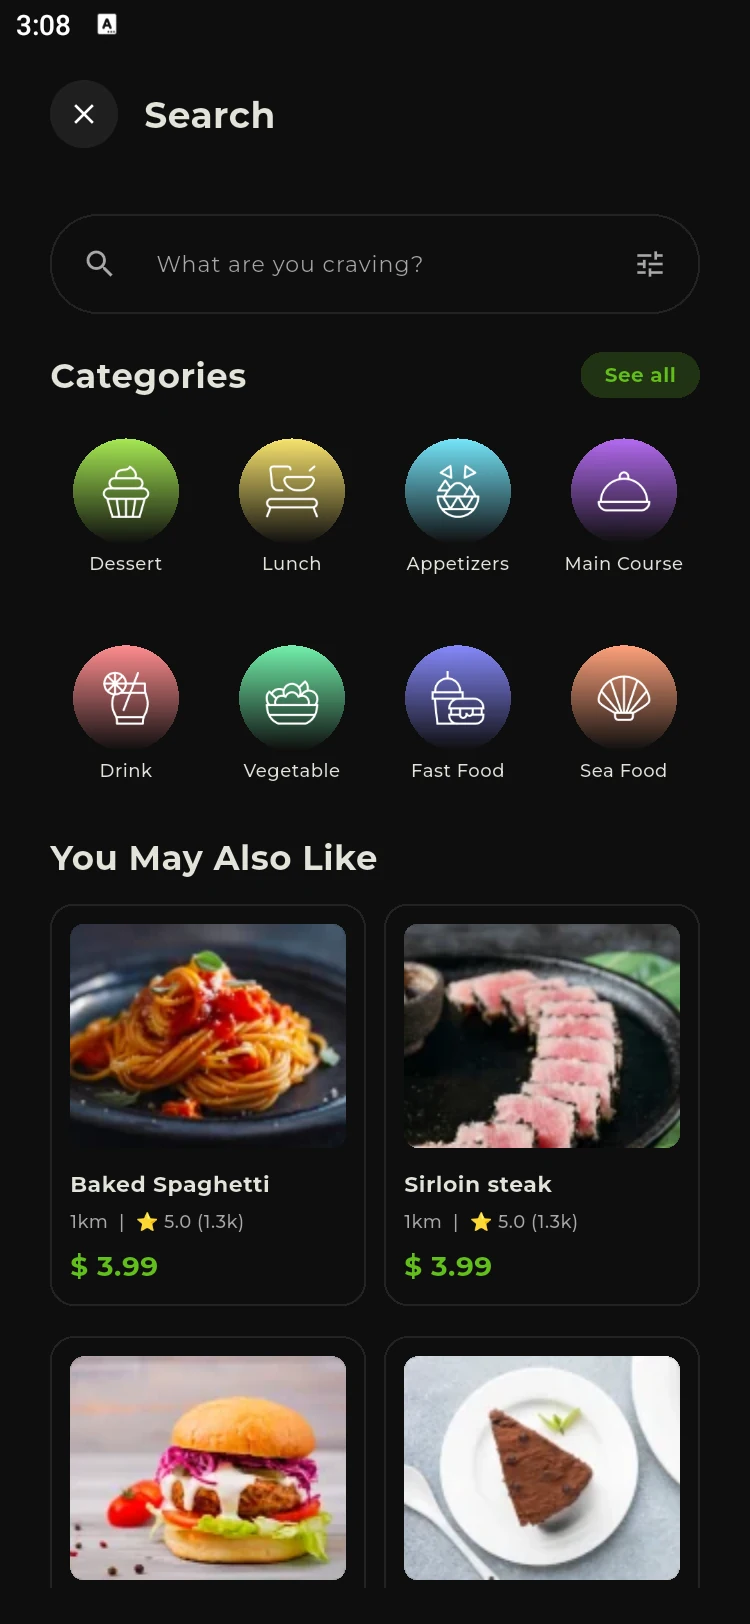 3:08 A
Search
What are you craving?
Categories
See all
Dessert
Lunch
Appetizers
Main Course
Drink
Vegetable
Fast Food
Sea Food
You May Also Like
Baked Spaghetti
1km | ⭐ 5.0 (1.3k)
$ 3.99
Sirloin steak
1km | ⭐ 5.0 (1.3k)
$ 3.99